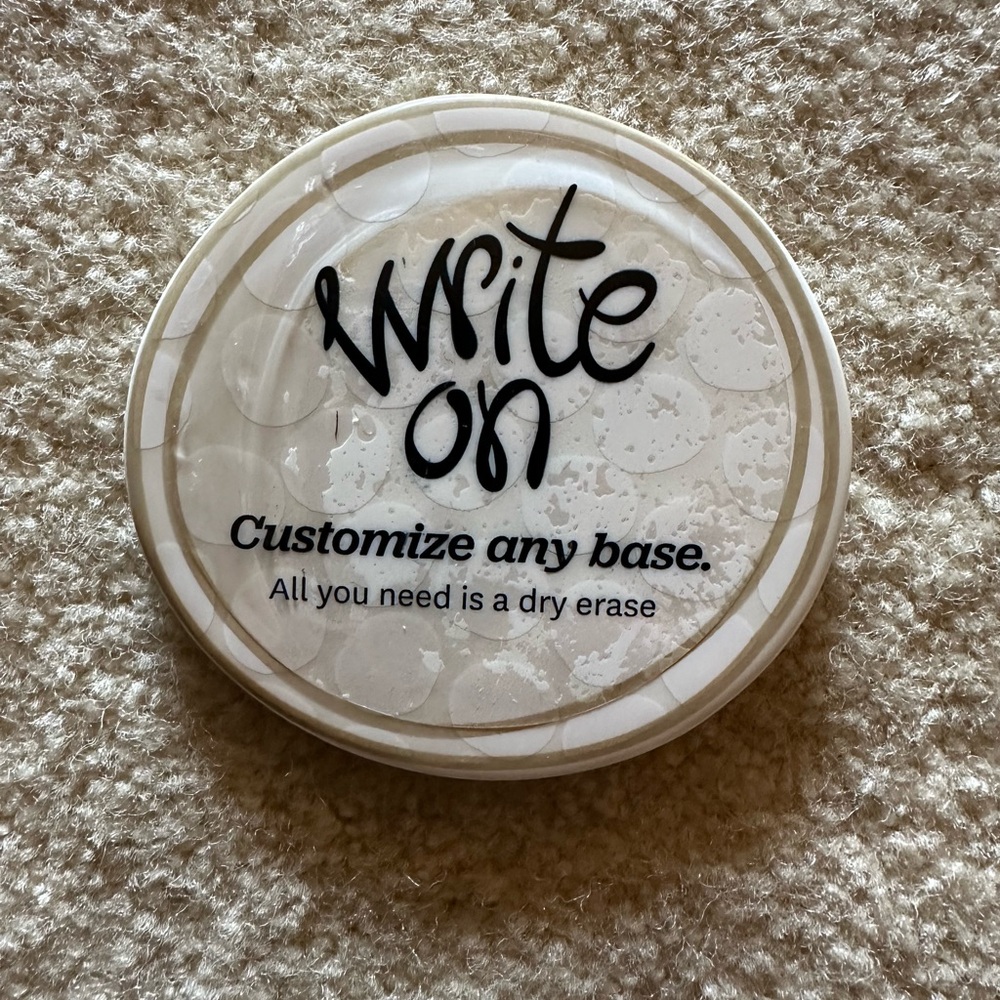 write
on
Customize any base.
All you need is a dry erase